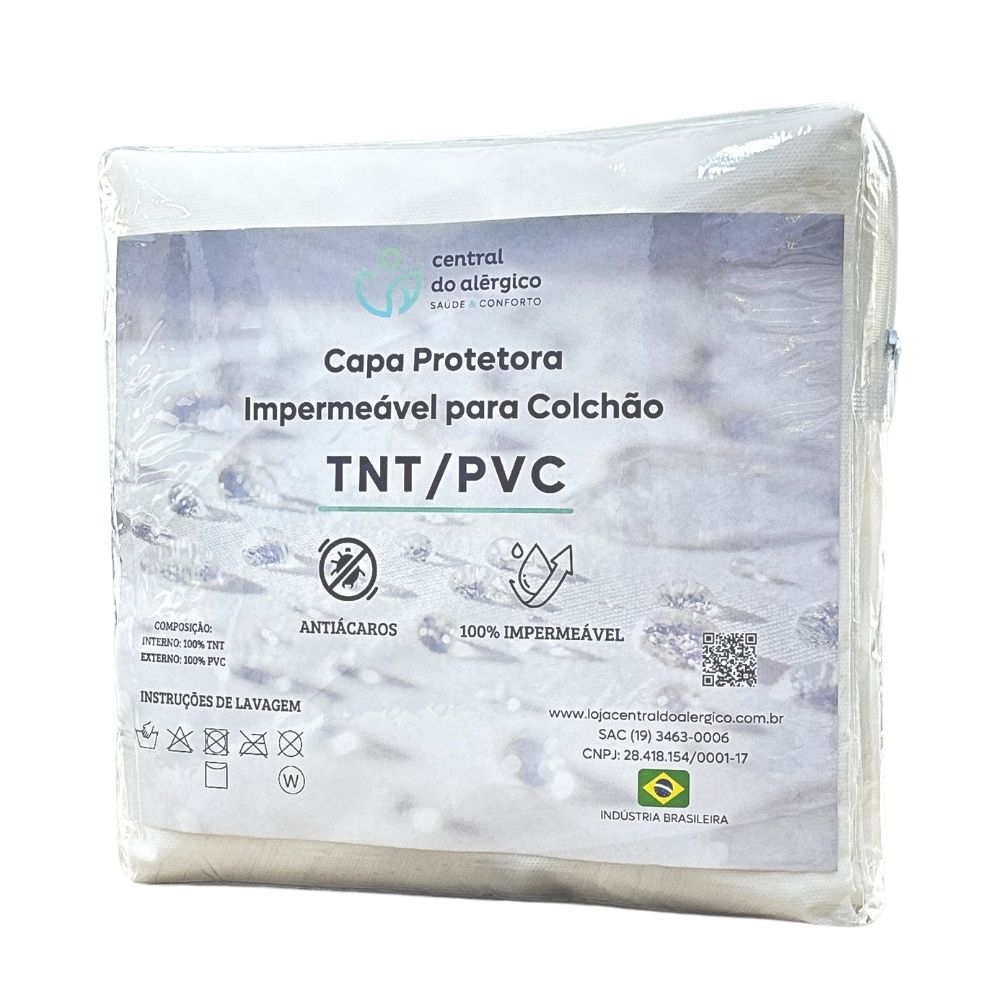 central
do alērgico
SAÚDE & CONFORTO
Capa Protetora
Impermeável para Colchão
TNT/PVC
ANTIÁCAROS
100% IMPERMEÁVEL
COMPOSIÇÃO:
INTERNO: 100% TNT
EXTERNO: 100% PVC
INSTRUÇÕES DE LAVAGEM
W
www.lojacentraldoalergico.com.br
SAC (19) 3463-0006
CNPJ: 28.418.154/0001-17
INDÚSTRIA BRASILEIRA